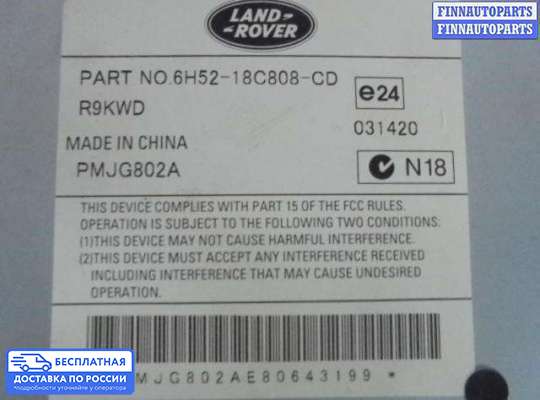 FINNAUTOPARTS
FINNAUTOPARTS
LAND-
-ROVER
PART NO.6H52-18C808-CD
R9KWD
e24
031420
MADE IN CHINA
PMJG802A
N18
THIS DEVICE COMPLIES WITH PART 15 OF THE FCC RULES.
OPERATION IS SUBJECT TO THE FOLLOWING TWO CONDITIONS:
(1)THIS DEVICE MAY NOT CAUSE HARMFUL INTERFERENCE.
(2)THIS DEVICE MUST ACCEPT ANY INTERFERENCE RECEIVED
INCLUDING INTERFERENCE THAT MAY CAUSE UNDESIRED
OPERATION.
MJG802AE80643199 *
БЕСПЛАТНАЯ
ДОСТАВКА ПО РОССИИ
подробности уточняйте у оператора